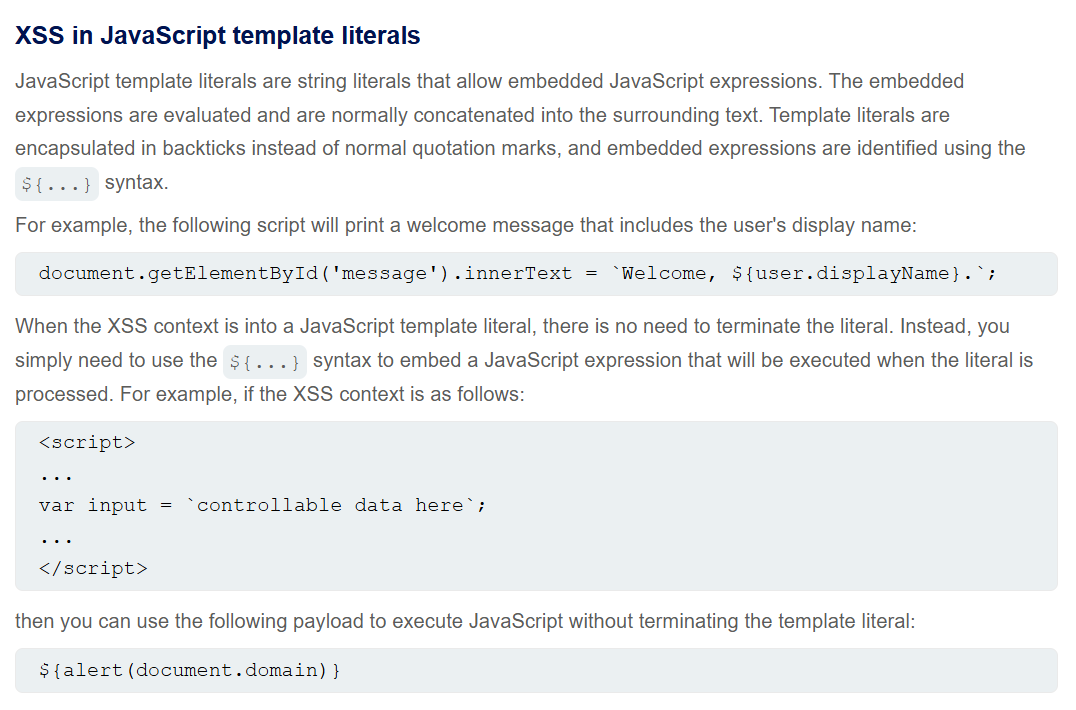 XSS in JavaScript template literals
JavaScript template literals are string literals that allow embedded JavaScript expressions. The embedded
expressions are evaluated and are normally concatenated into the surrounding text. Template literals are
encapsulated in backticks instead of normal quotation marks, and embedded expressions are identified using the
${...} syntax.
For example, the following script will print a welcome message that includes the user's display name:
document.getElementById('message').innerText = `Welcome, ${user.displayName}.`;
When the XSS context is into a JavaScript template literal, there is no need to terminate the literal. Instead, you
simply need to use the ${...} syntax to embed a JavaScript expression that will be executed when the literal is
processed. For example, if the XSS context is as follows:
<script>
...
var input = `controllable data here`;
...
</script>
then you can use the following payload to execute JavaScript without terminating the template literal:
${alert(document.domain)}